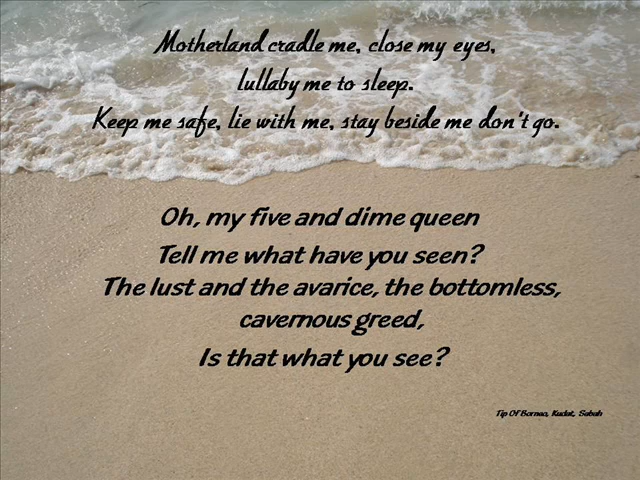 Motherland cradle me, close my eyes,
lullaby me to sleep.
Keep me safe, lie with me, stay beside me don't go.
Oh, my five and dime queen
Tell me what have you seen?
The lust and the avarice, the bottomless,
cavernous greed,
Is that what you see?
Tip Of Borneo, Kudat, Sabah